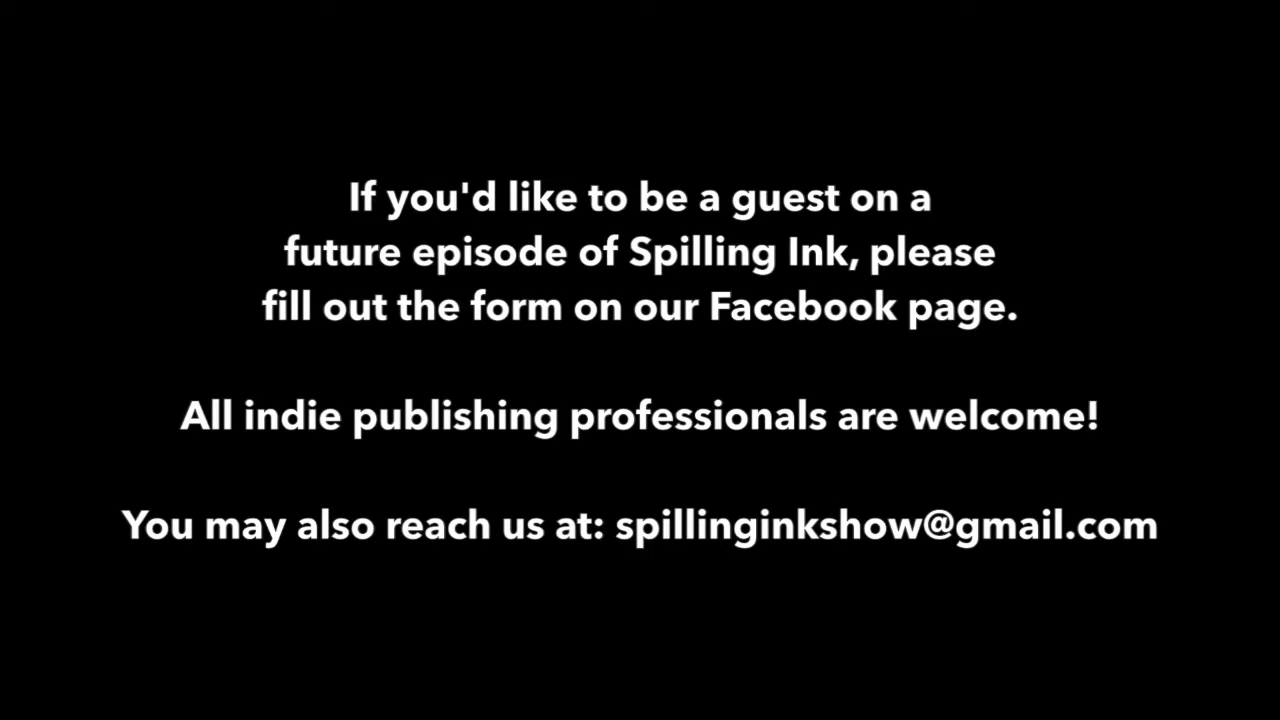 If you'd like to be a guest on a
future episode of Spilling Ink, please
fill out the form on our Facebook page.
All indie publishing professionals are welcome!
You may also reach us at: spillinginkshow@gmail.com